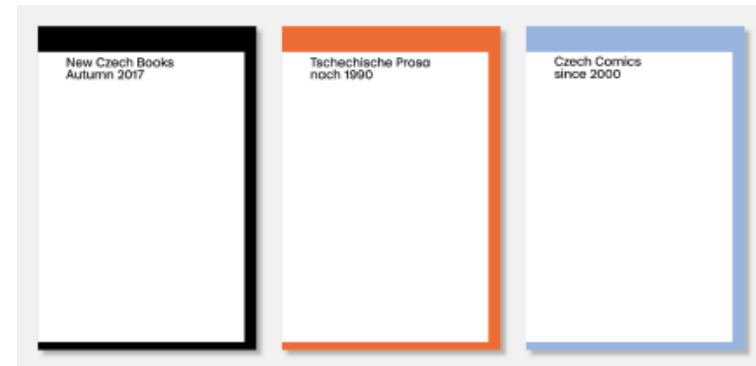 New Czech Books
Autumn 2017
Tschechische Prosa
nach 1990
Czech Comics
since 2000